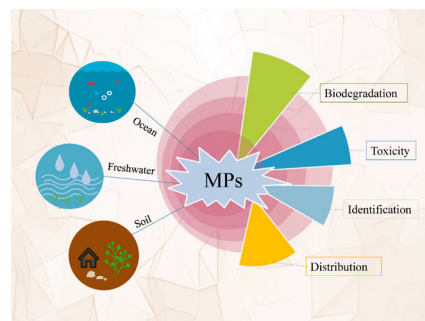 Ocean
Freshwater
Soil
MPs
Biodegradation
Toxicity
Identification
Distribution